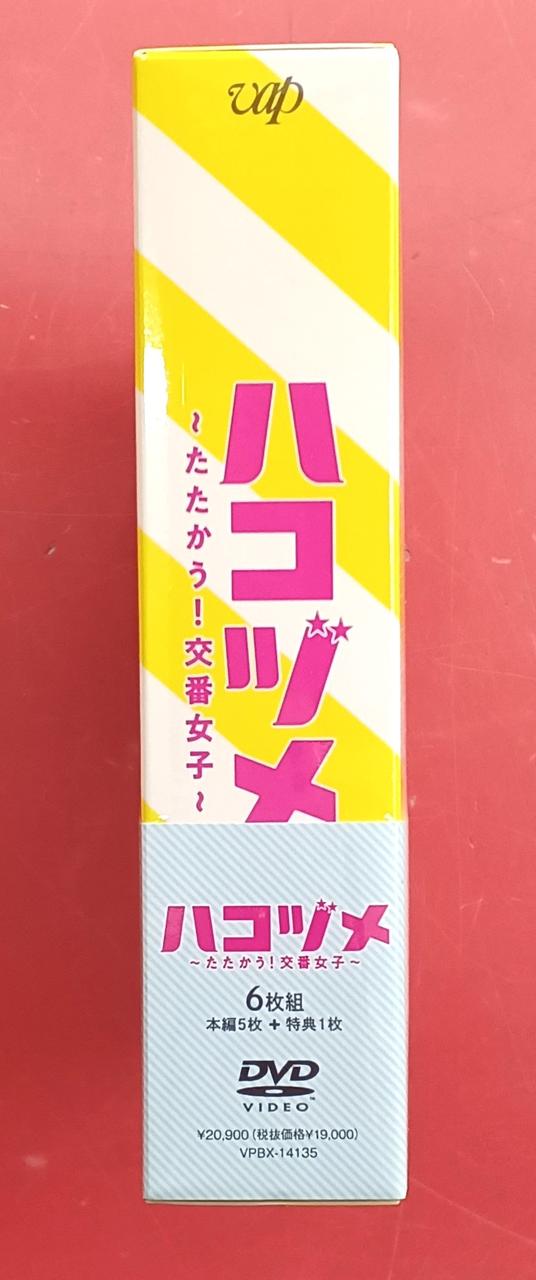 vap
ハコヅメ
~たたかう!交番女子~
ハコヅメ
~たたかう!交番女子~
6枚組
本編5枚+特典1枚
DVD
VIDEO™
¥20,900(税抜価格¥19,000)
VPBX-14135